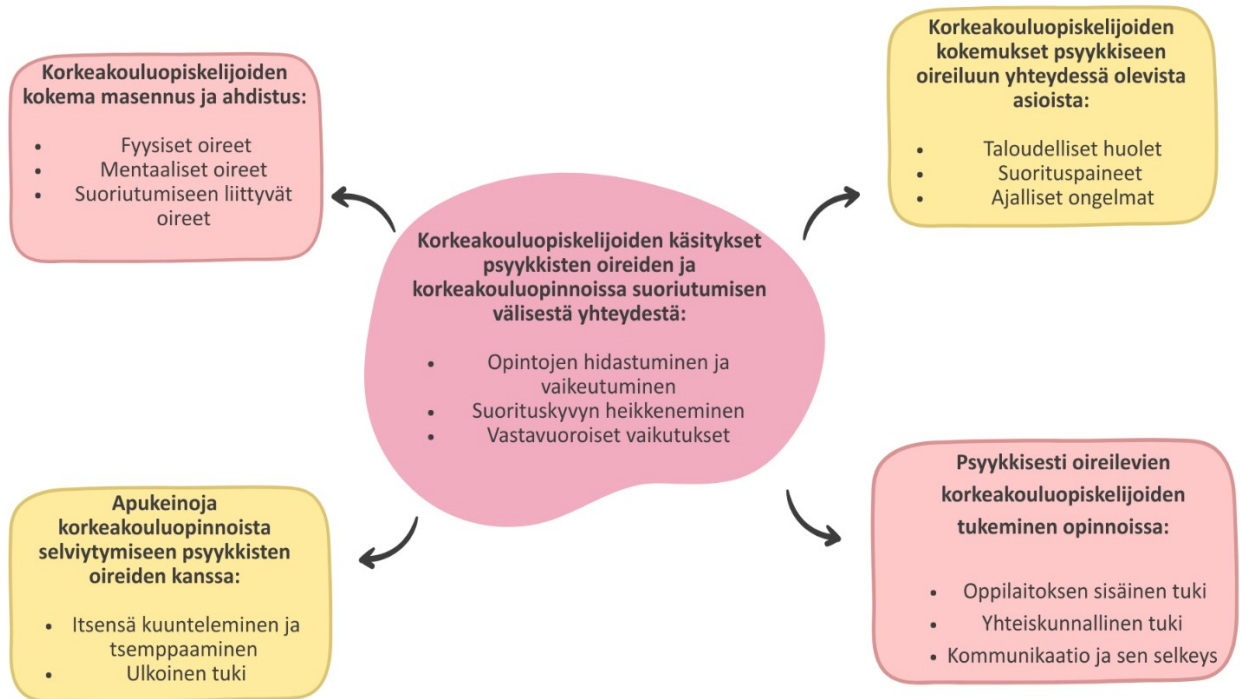 Korkeakouluopiskelijoiden
kokema masennus ja ahdistus:
• Fyysiset oireet
• Mentaaliset oireet
• Suoriutumiseen liittyvät
oireet
Korkeakouluopiskelijoiden
kokemukset psyykkiseen
oireiluun yhteydessä olevista
asioista:
• Taloudelliset huolet
• Suorituspaineet
• Ajalliset ongelmat
Korkeakouluopiskelijoiden käsitykset
psyykkisten oireiden ja
korkeakouluopinnoissa suoriutumisen
välisestä yhteydestä:
• Opintojen hidastuminen ja
vaikeutuminen
• Suorituskyvyn heikkeneminen
• Vastavuoroiset vaikutukset
Apukeinoja
korkeakouluopinnoista
selviytymiseen psyykkisten
oireiden kanssa:
• Itsensä kuunteleminen ja
tsemppaaminen
• Ulkoinen tuki
Psyykkisesti oireilevien
korkeakouluopiskelijoiden
tukeminen opinnoissa:
• Oppilaitoksen sisäinen tuki
• Yhteiskunnallinen tuki
• Kommunikaatio ja sen selkeys